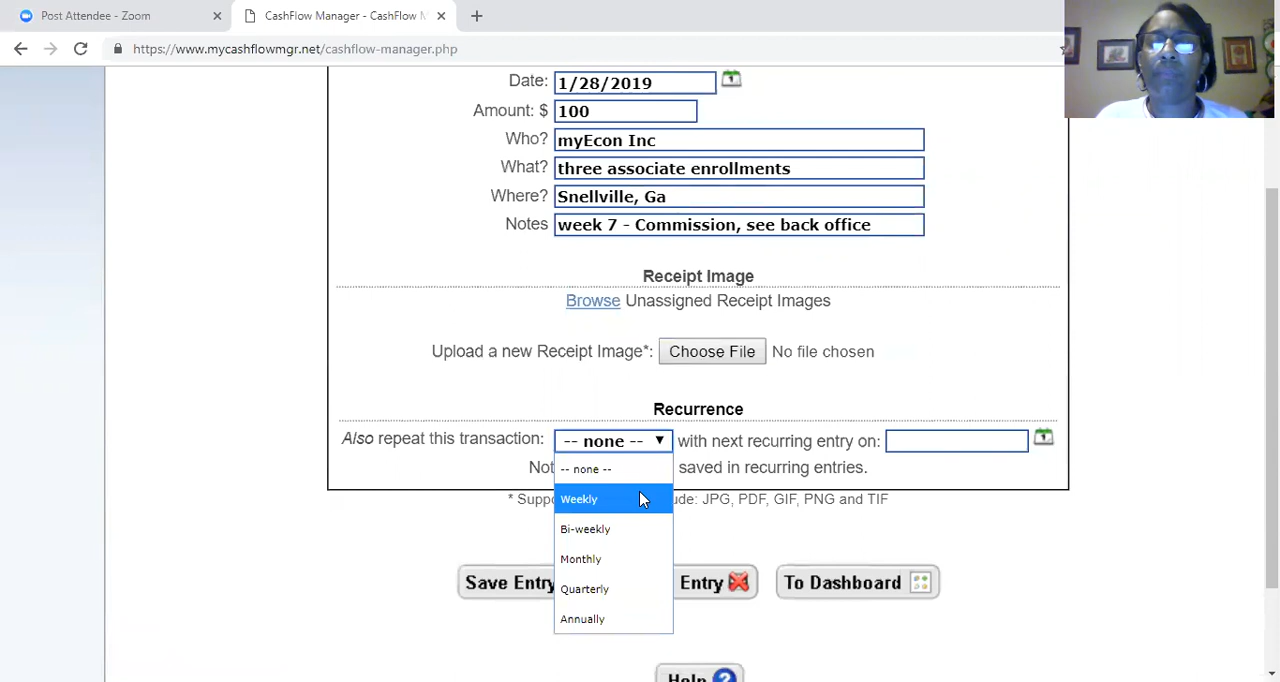 Post Attendee - Zoom
CashFlow Manager - CashFlow M
https://www.mycashflowmgr.net/cashflow-manager.php
Date: 1/28/2019
Amount: $ 100
Who? myEcon Inc
What? three associate enrollments
Where? Snellville, Ga
Notes week 7 - Commission, see back office
Receipt Image
Browse Unassigned Receipt Images
Upload a new Receipt Image*: Choose File No file chosen
Recurrence
Also repeat this transaction: -- none -- with next recurring entry on:
saved in recurring entries.
-- none --
Weekly
Bi-weekly
Monthly
Quarterly
Annually
JPG, PDF, GIF, PNG and TIF
Save Entry
Entry
To Dashboard
Help